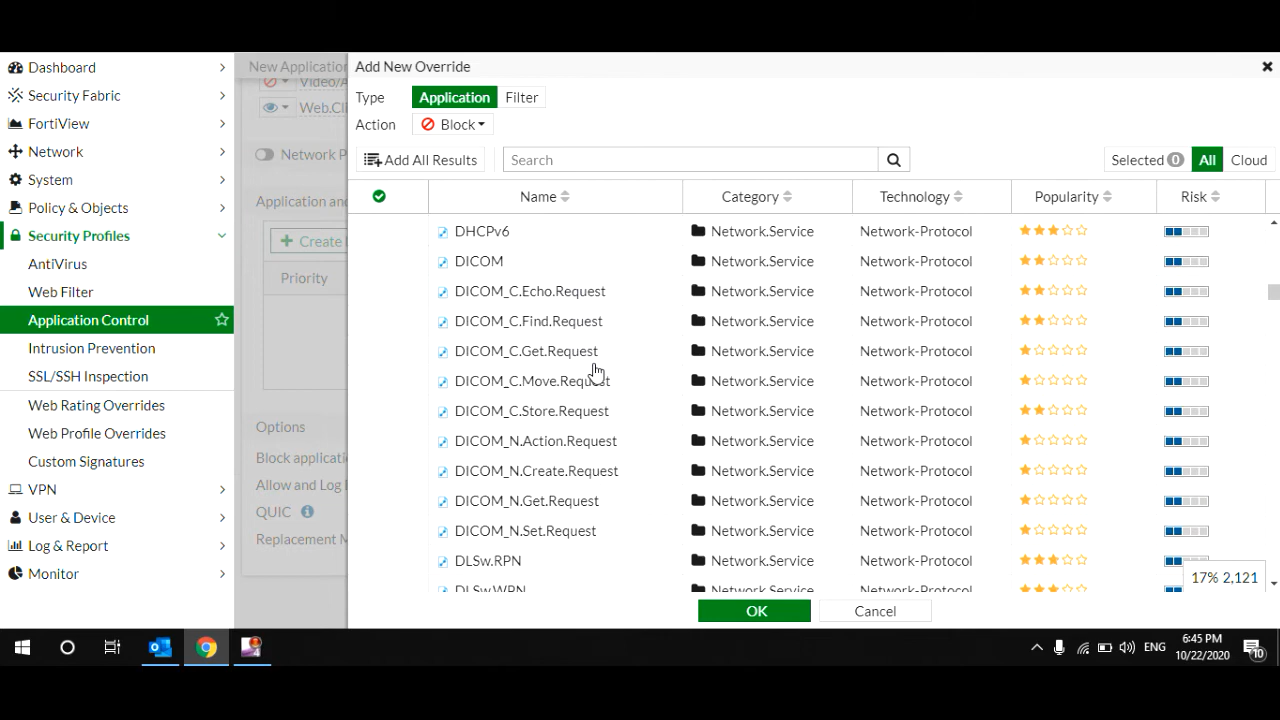 Dashboard
Security Fabric
FortiView
Network
System
Policy & Objects
Security Profiles
AntiVirus
Web Filter
Application Control
Intrusion Prevention
SSL/SSH Inspection
Web Rating Overrides
Web Profile Overrides
Custom Signatures
VPN
User & Device
Log & Report
Monitor
New Application
Video/A
Web.Cli
Network P
Application and
Create
Priority
Options
Block applicati
Allow and Log
QUIC
Replacement M
Add New Override
Type Application Filter
Action Block
Add All Results Search Selected 0 All Cloud
Name Category Technology Popularity Risk
DHCPv6 Network.Service Network-Protocol
DICOM Network.Service Network-Protocol
DICOM_C.Echo.Request Network.Service Network-Protocol
DICOM_C.Find.Request Network.Service Network-Protocol
DICOM_C.Get.Request Network.Service Network-Protocol
DICOM_C.Move.Request Network.Service Network-Protocol
DICOM_C.Store.Request Network.Service Network-Protocol
DICOM_N.Action.Request Network.Service Network-Protocol
DICOM_N.Create.Request Network.Service Network-Protocol
DICOM_N.Get.Request Network.Service Network-Protocol
DICOM_N.Set.Request Network.Service Network-Protocol
DLSw.RPN Network.Service Network-Protocol
DLSw.WPN Network.Service Network-Protocol
17% 2,121
OK Cancel
ENG
6:45 PM
10/22/2020
10